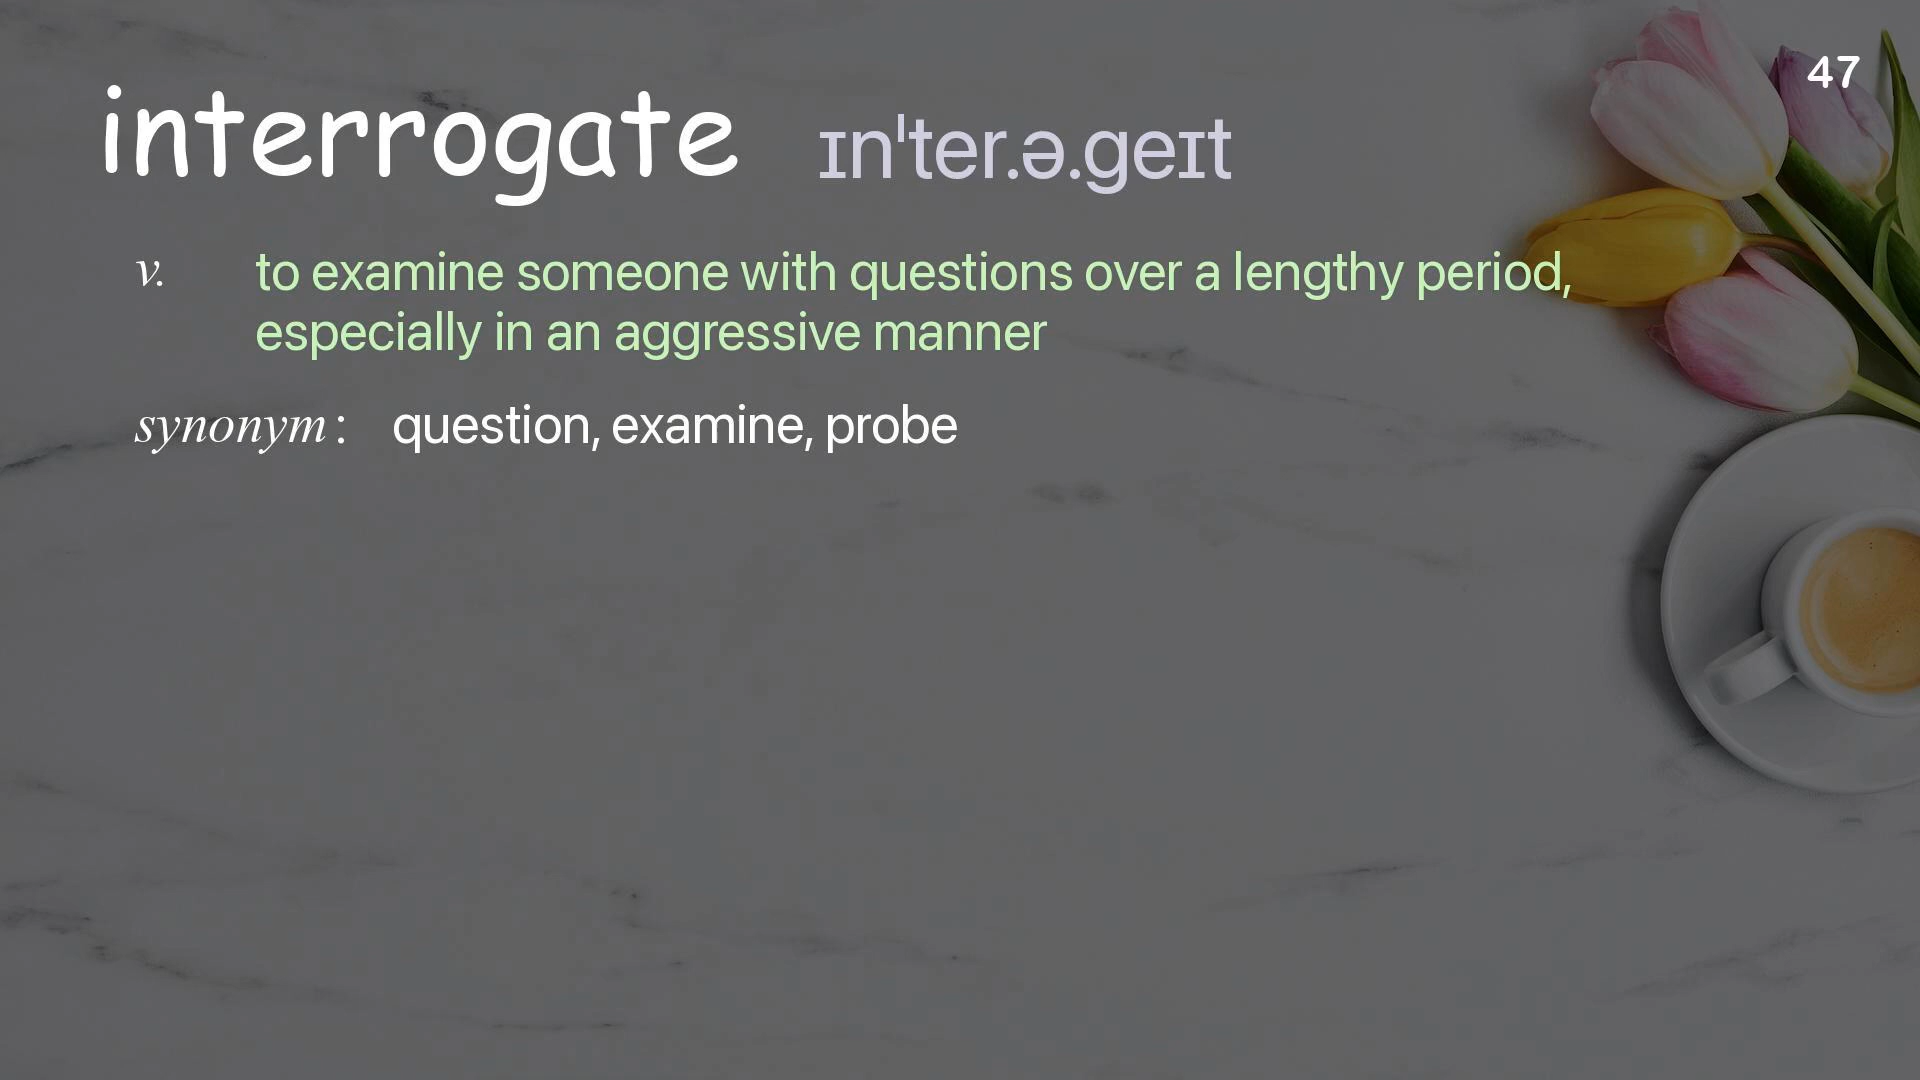 47
interrogate ɪnˈter.ə.geɪt
v. to examine someone with questions over a lengthy period,
especially in an aggressive manner
synonym : question, examine, probe